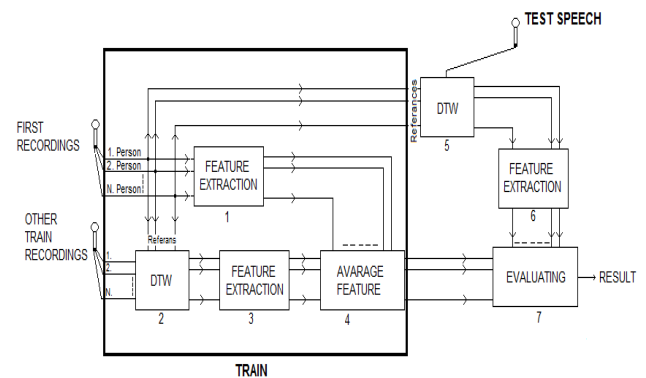 TEST SPEECH
FIRST
RECORDINGS
1. Person
2. Person
N. Person
FEATURE
EXTRACTION
1
Referances
DTW
5
FEATURE
EXTRACTION
6
OTHER
TRAIN
RECORDINGS
1.
2.
N.
Referans
DTW
2
FEATURE
EXTRACTION
3
AVARAGE
FEATURE
4
EVALUATING
7
RESULT
TRAIN